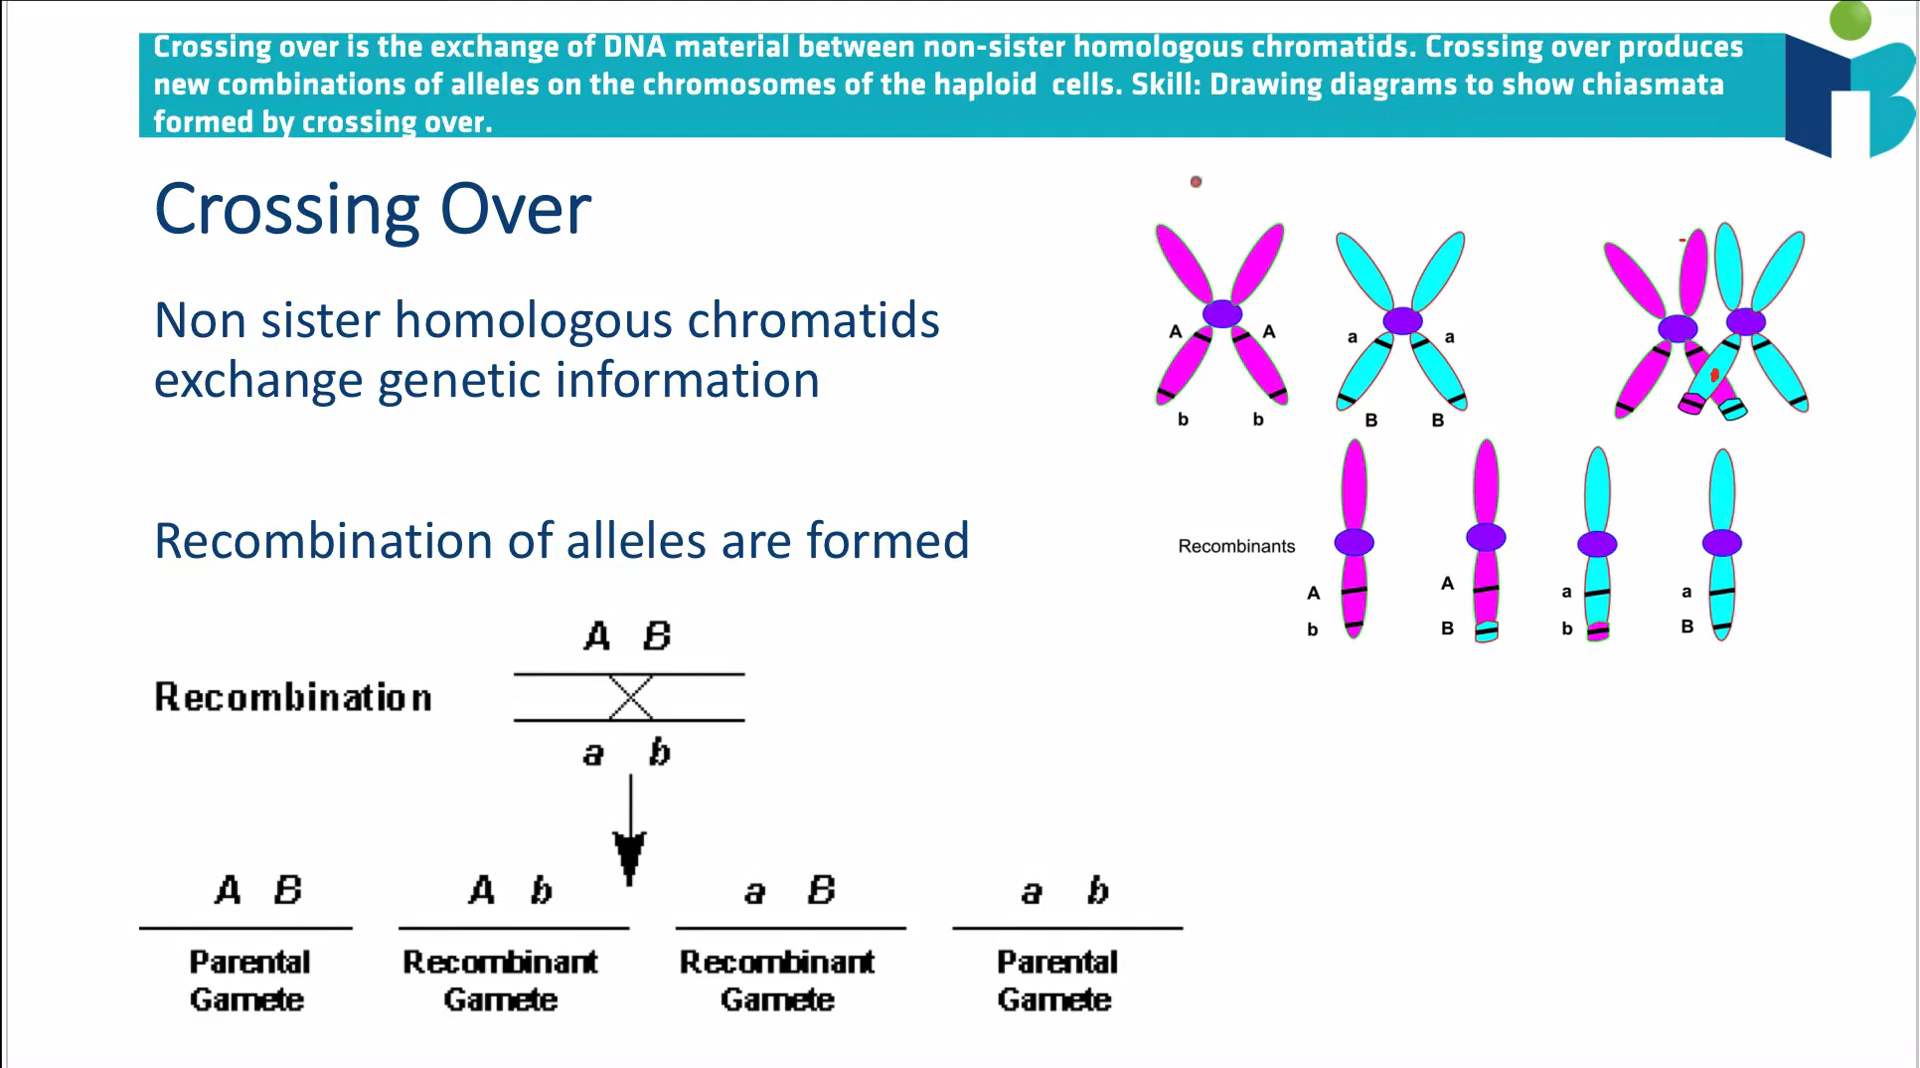 Crossing over is the exchange of DNA material between non-sister homologous chromatids. Crossing over produces
new combinations of alleles on the chromosomes of the haploid cells. Skill: Drawing diagrams to show chiasmata
formed by crossing over.
Crossing Over
Non sister homologous chromatids
exchange genetic information
Recombination of alleles are formed
A A a a
b b B B
Recombinants
A A a a
b B b B
A B
Recombination
a b
A B A b a B a b
Parental Recombinant Recombinant Parental
Gamete Gamete Gamete Gamete